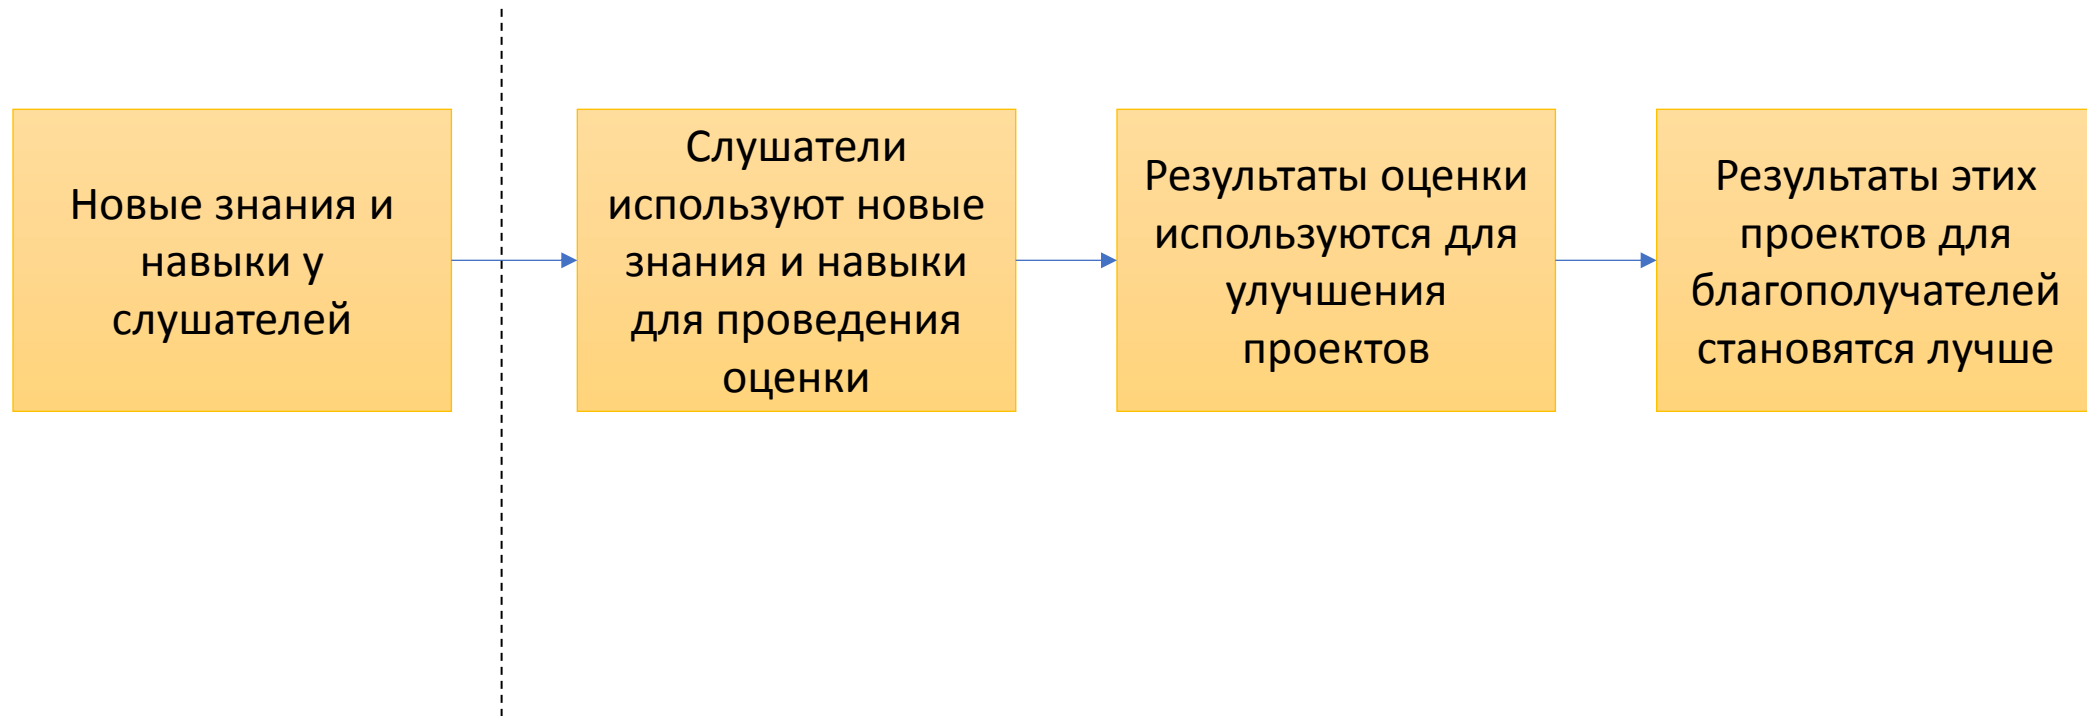 Новые знания и
навыки у
слушателей
Слушатели
используют новые
знания и навыки
для проведения
оценки
Результаты оценки
используются для
улучшения
проектов
Результаты этих
проектов для
благополучателей
становятся лучше